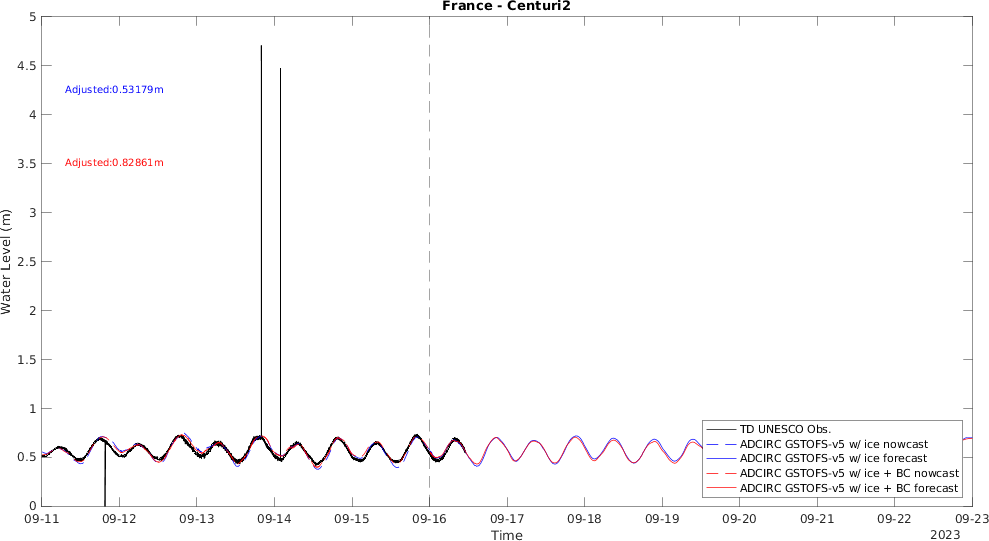 France - Centuri2
Water Level (m)
5
4.5
4
3.5
3
2.5
2
1.5
1
0.5
0
Adjusted:0.53179m
Adjusted:0.82861m
TD UNESCO Obs.
ADCIRC GSTOFS-v5 w/ ice nowcast
ADCIRC GSTOFS-v5 w/ ice forecast
ADCIRC GSTOFS-v5 w/ ice + BC nowcast
ADCIRC GSTOFS-v5 w/ ice + BC forecast
09-11 09-12 09-13 09-14 09-15 09-16 09-17 09-18 09-19 09-20 09-21 09-22 09-23
Time
2023